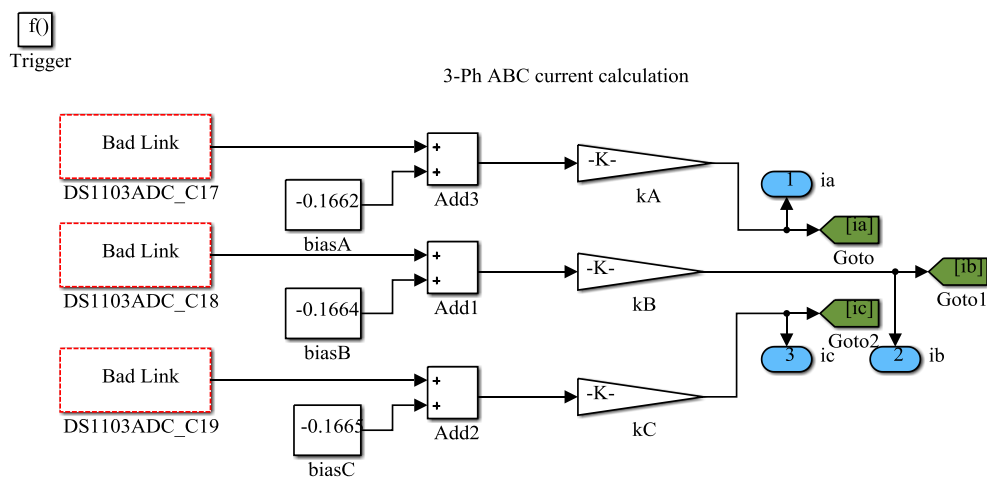 f()
Trigger
3-Ph ABC current calculation
Bad Link
DS1103ADC_C17
-0.1662
biasA
+
+
Add3
-K-
kA
1
ia
[ia]
Goto
Bad Link
DS1103ADC_C18
-0.1664
biasB
+
+
Add1
-K-
kB
[ib]
Goto1
[ic]
Goto2
3
ic
2
ib
Bad Link
DS1103ADC_C19
-0.1665
biasC
+
+
Add2
-K-
kC